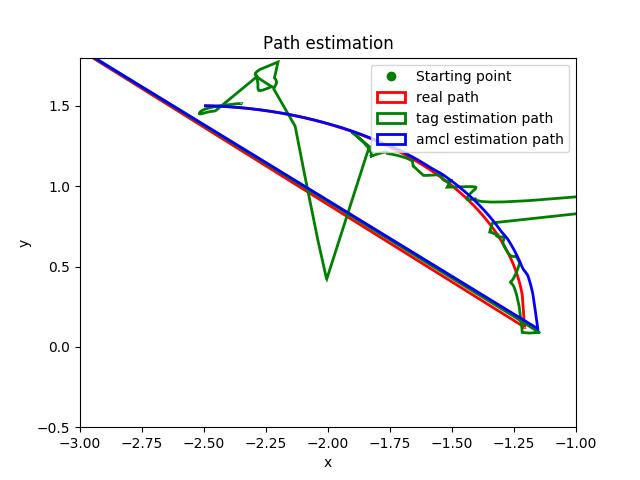 Path estimation
Starting point
real path
tag estimation path
amcl estimation path
1.5
1.0
0.5
0.0
−0.5
y
−3.00 −2.75 −2.50 −2.25 −2.00 −1.75 −1.50 −1.25 −1.00
x